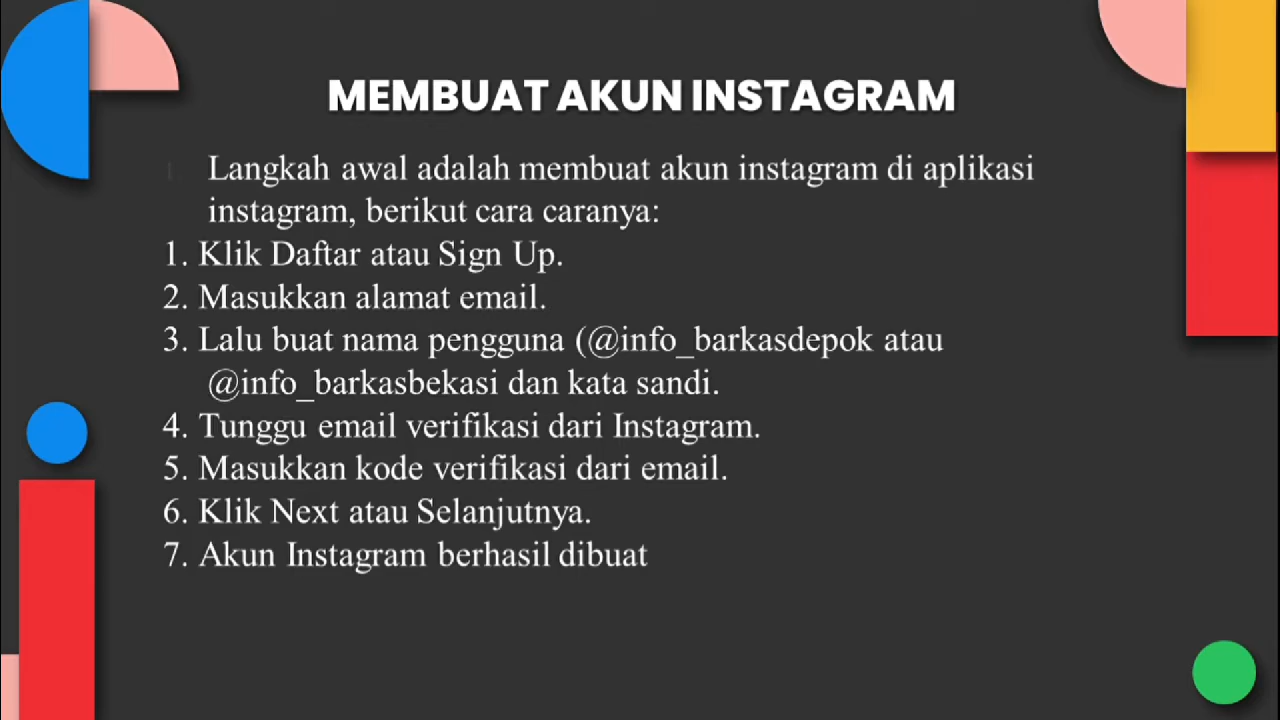 MEMBUAT AKUN INSTAGRAM
Langkah awal adalah membuat akun instagram di aplikasi
instagram, berikut cara caranya:
1. Klik Daftar atau Sign Up.
2. Masukkan alamat email.
3. Lalu buat nama pengguna (@info_barkasdepok atau
@info_barkasbekasi dan kata sandi.
4. Tunggu email verifikasi dari Instagram.
5. Masukkan kode verifikasi dari email.
6. Klik Next atau Selanjutnya.
7. Akun Instagram berhasil dibuat